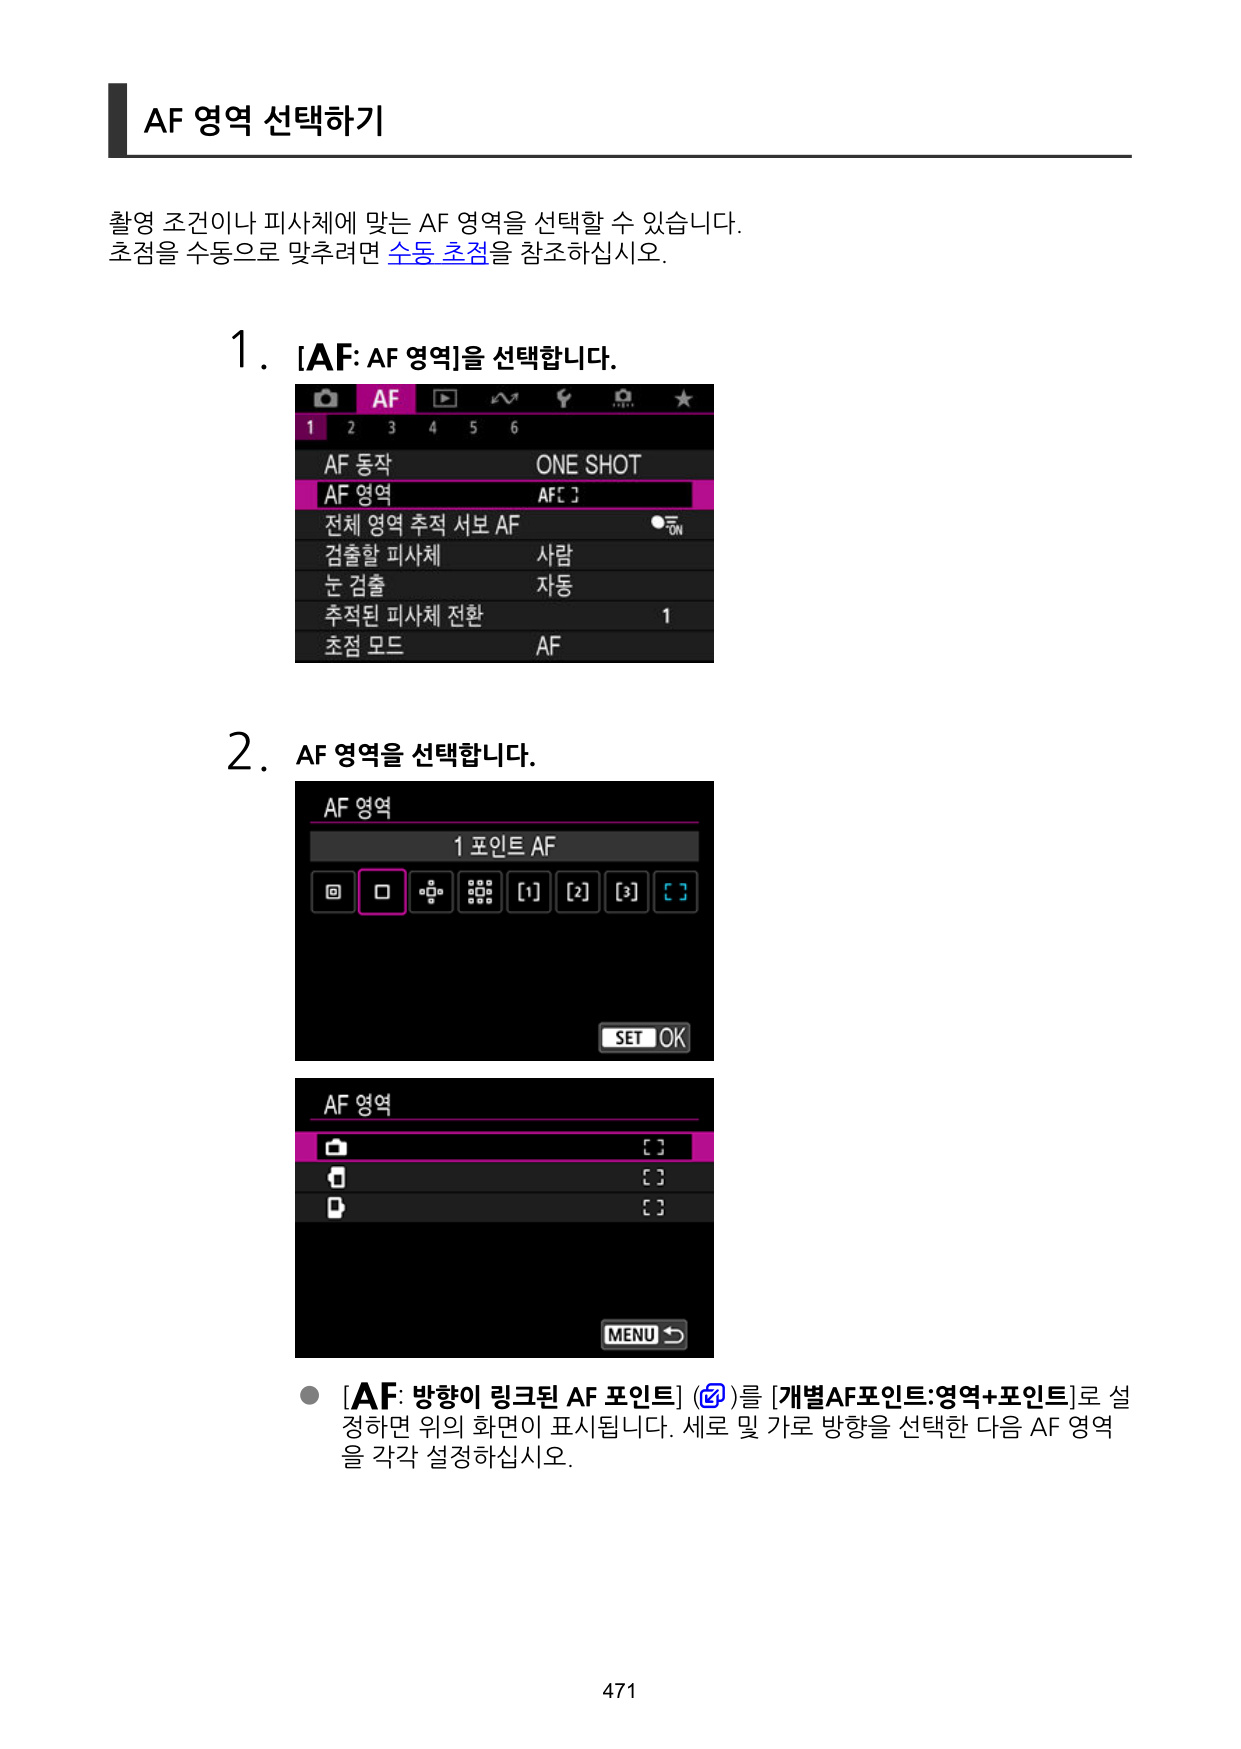 AF 영역 선택하기
촬영 조건이나 피사체에 맞는 AF 영역을 선택할 수 있습니다.
초점을 수동으로 맞추려면 수동 초점을 참조하십시오.
1. [AF: AF 영역]을 선택합니다.
AF
1 2 3 4 5 6
AF 동작 ONE SHOT
AF 영역 AF[ ]
전체 영역 추적 서보 AF ON
검출할 피사체 사람
눈 검출 자동
추적된 피사체 전환 1
초점 모드 AF
2. AF 영역을 선택합니다.
AF 영역
1 포인트 AF
[1] [2] [3] [ ]
SET OK
AF 영역
[ ]
[ ]
[ ]
MENU
● [AF: 방향이 링크된 AF 포인트] ()를 [개별AF포인트:영역+포인트]로 설
정하면 위의 화면이 표시됩니다. 세로 및 가로 방향을 선택한 다음 AF 영역
을 각각 설정하십시오.
471